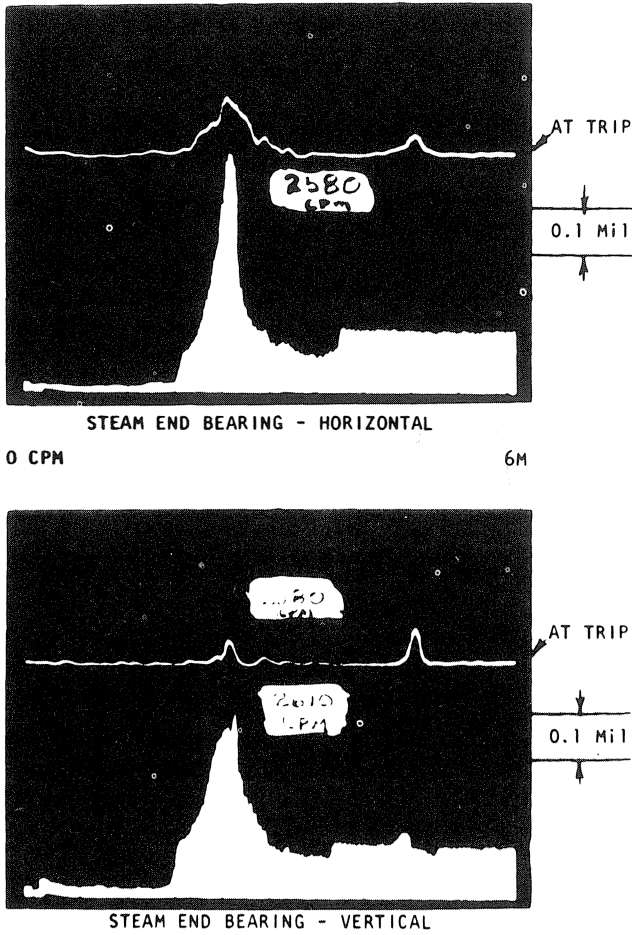 AT TRIP
2580
CPM
0.1 Mil
STEAM END BEARING - HORIZONTAL
0 CPM 6M
AT TRIP
2610
CPM
0.1 Mil
STEAM END BEARING - VERTICAL